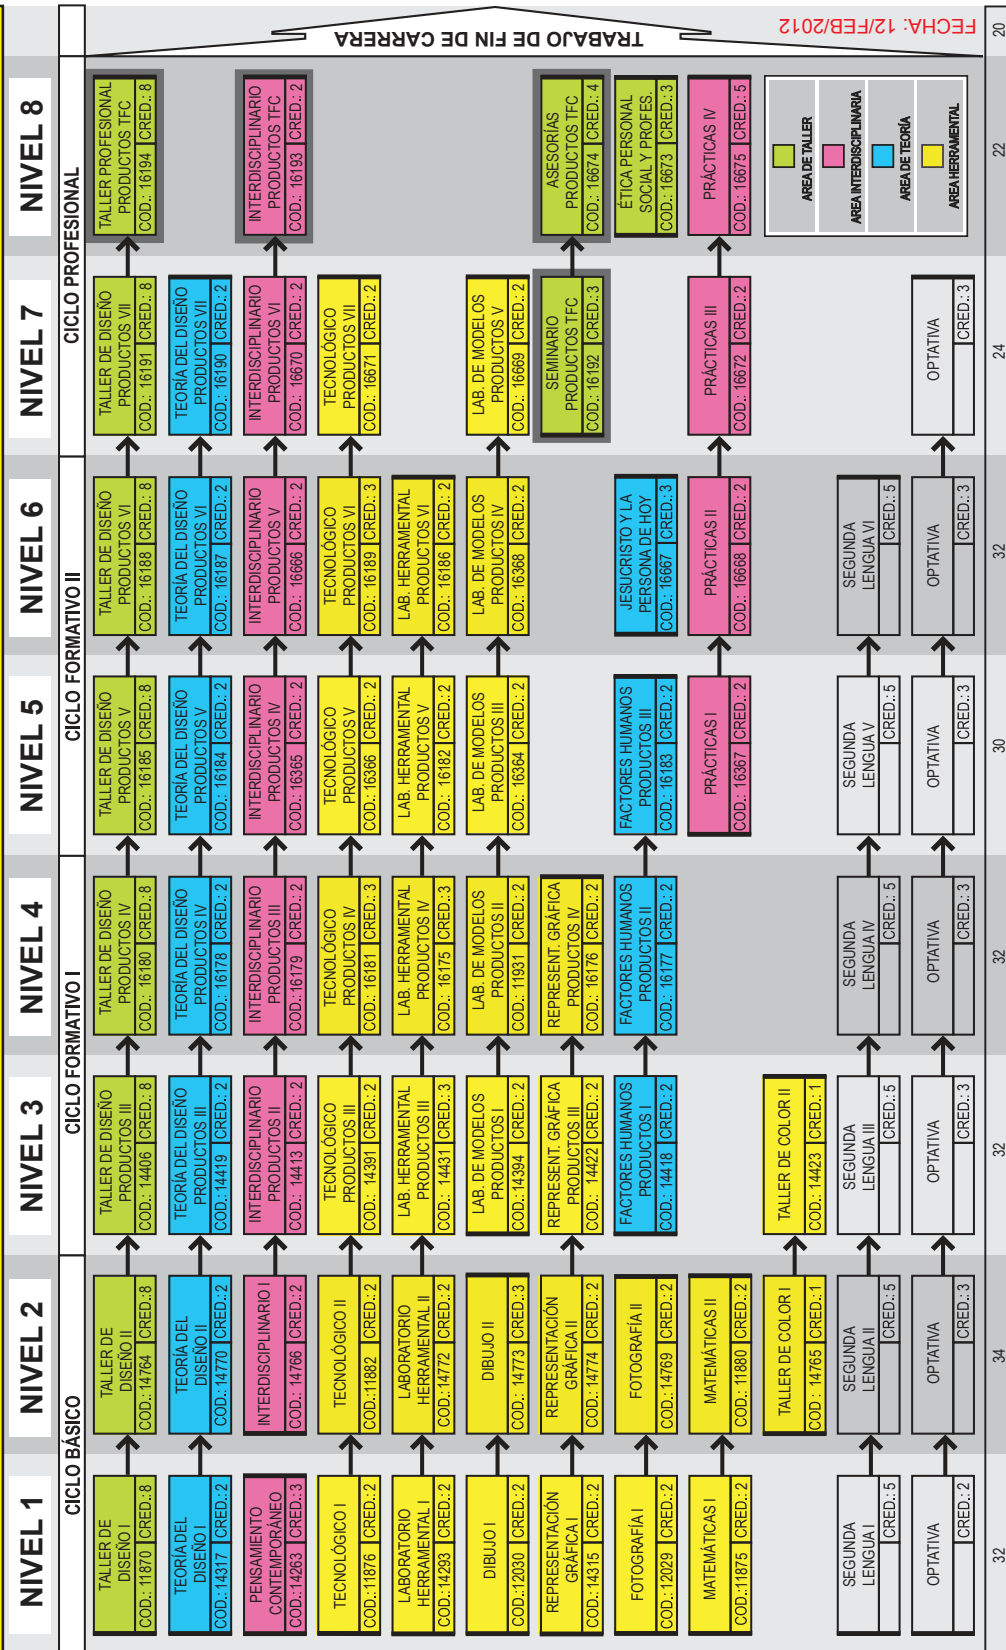 NIVEL 1
NIVEL 2
NIVEL 3
NIVEL 4
NIVEL 5
NIVEL 6
NIVEL 7
NIVEL 8
CICLO BÁSICO
CICLO FORMATIVO I
CICLO FORMATIVO II
CICLO PROFESIONAL
TALLER DE
DISEÑO I
COD.: 11870 CRED.: 8
TEORÍA DEL
DISEÑO I
COD.: 14317 CRED.: 2
PENSAMIENTO
CONTEMPORÁNEO
COD.: 14263 CRED.: 3
TECNOLÓGICO I
COD.:11876 CRED.:2
LABORATORIO
HERRAMENTAL I
COD.:14293 CRED.:2
DIBUJO I
COD.:12030 CRED.:2
REPRESENTACIÓN
GRÁFICA I
COD.: 14315 CRED.: 2
FOTOGRAFÍA I
COD.: 12029 CRED.: 2
MATEMÁTICAS I
COD.:11875 CRED.: 2
SEGUNDA
LENGUA I
CRED.: 5
OPTATIVA
CRED.: 2
32
TALLER DE
DISEÑO II
COD.: 14764 CRED.:8
TEORÍA DEL
DISEÑO II
COD.: 14770 CRED.: 2
INTERDISCIPLINARIO I
COD.: 14766 CRED.: 2
TECNOLÓGICO II
COD.:11882 CRED.: 2
LABORATORIO
HERRAMENTAL II
COD.: 14772 CRED.: 2
DIBUJO II
COD.: 14773 CRED.: 3
REPRESENTACIÓN
GRÁFICA II
COD.: 14774 CRED.: 2
FOTOGRAFÍA II
COD.: 14769 CRED.: 2
MATEMÁTICAS II
COD.: 11880 CRED.: 2
TALLER DE COLOR I
COD : 14765 CRED.: 1
SEGUNDA
LENGUA II
CRED.: 5
OPTATIVA
CRED.: 3
34
TALLER DE DISEÑO
PRODUCTOS III
COD.: 14406 CRED.: 8
TEORÍA DEL DISEÑO
PRODUCTOS III
COD.: 14419 CRED.: 2
INTERDISCIPLINARIO
PRODUCTOS II
COD.: 14413 CRED.: 2
TECNOLÓGICO
PRODUCTOS III
COD.: 14391 CRED.: 2
LAB. HERRAMENTAL
PRODUCTOS III
COD.: 14431 CRED.: 3
LAB. DE MODELOS
PRODUCTOS I
COD.: 14394 CRED.: 2
REPRESENT. GRÁFICA
PRODUCTOS III
COD.: 14422 CRED.: 2
FACTORES HUMANOS
PRODUCTOS I
COD.: 14418 CRED.: 2
TALLER DE COLOR II
COD.: 14423 CRED.: 1
SEGUNDA
LENGUA III
CRED.: 5
OPTATIVA
CRED.: 3
32
TALLER DE DISEÑO
PRODUCTOS IV
COD.: 16180 CRED.: 8
TEORÍA DEL DISEÑO
PRODUCTOS IV
COD.: 16178 CRED.: 2
INTERDISCIPLINARIO
PRODUCTOS III
COD.:16179 CRED.: 2
TECNOLÓGICO
PRODUCTOS IV
COD.: 16181 CRED.: 3
LAB. HERRAMENTAL
PRODUCTOS IV
COD.: 16175 CRED.: 3
LAB. DE MODELOS
PRODUCTOS II
COD.: 11931 CRED.: 2
REPRESENT. GRÁFICA
PRODUCTOS IV
COD.: 16176 CRED.: 2
FACTORES HUMANOS
PRODUCTOS II
COD.: 16177 CRED.: 2
SEGUNDA
LENGUA IV
CRED.: 5
OPTATIVA
CRED.: 3
32
TALLER DE DISEÑO
PRODUCTOS V
COD.: 16185 CRED.: 8
TEORÍA DEL DISEÑO
PRODUCTOS V
COD.: 16184 CRED.: 2
INTERDISCIPLINARIO
PRODUCTOS IV
COD.: 16365 CRED.: 2
TECNOLÓGICO
PRODUCTOS V
COD.: 16366 CRED.: 2
LAB. HERRAMENTAL
PRODUCTOS V
COD.: 16182 CRED.: 2
LAB. DE MODELOS
PRODUCTOS III
COD.: 16364 CRED.: 2
FACTORES HUMANOS
PRODUCTOS III
COD.: 16183 CRED.: 2
PRÁCTICAS I
COD.: 16367 CRED.: 2
SEGUNDA
LENGUA V
CRED.: 5
OPTATIVA
CRED.: 3
30
TALLER DE DISEÑO
PRODUCTOS VI
COD.: 16188 CRED.: 8
TEORÍA DEL DISEÑO
PRODUCTOS VI
COD.: 16187 CRED.: 2
INTERDISCIPLINARIO
PRODUCTOS V
COD.: 16666 CRED.: 2
TECNOLÓGICO
PRODUCTOS VI
COD.: 16189 CRED.: 3
LAB. HERRAMENTAL
PRODUCTOS VI
COD.: 16186 CRED.: 2
LAB. DE MODELOS
PRODUCTOS IV
COD.: 16368 CRED.: 2
JESUCRISTO Y LA
PERSONA DE HOY
COD.: 16667 CRED.: 3
PRÁCTICAS II
COD.: 16668 CRED.: 2
SEGUNDA
LENGUA VI
CRED.: 5
OPTATIVA
CRED.: 3
32
TALLER DE DISEÑO
PRODUCTOS VII
COD.: 16191 CRED.: 8
TEORÍA DEL DISEÑO
PRODUCTOS VII
COD.: 16190 CRED.: 2
INTERDISCIPLINARIO
PRODUCTOS VI
COD.: 16670 CRED.: 2
TECNOLÓGICO
PRODUCTOS VII
COD.: 16671 CRED.: 2
LAB. DE MODELOS
PRODUCTOS V
COD.: 16669 CRED.: 2
SEMINARIO
PRODUCTOS TFC
COD.: 16192 CRED.: 3
PRÁCTICAS III
COD.: 16672 CRED.: 2
OPTATIVA
CRED.: 3
24
TALLER PROFESIONAL
PRODUCTOS TFC
COD.: 16194 CRED.: 8
INTERDISCIPLINARIO
PRODUCTOS TFC
COD.: 16193 CRED.: 2
ASESORÍAS
PRODUCTOS TFC
COD.: 16674 CRED.: 4
ÉTICA PERSONAL
SOCIAL Y PROFES.
COD.: 16673 CRED.: 3
PRÁCTICAS IV
COD.: 16675 CRED.: 5
AREA DE TALLER
AREA INTERDISCIPLINARIA
AREA DE TEORÍA
AREA HERRAMENTAL
22
TRABAJO DE FIN DE CARRERA
FECHA: 12/FEB/2012
20